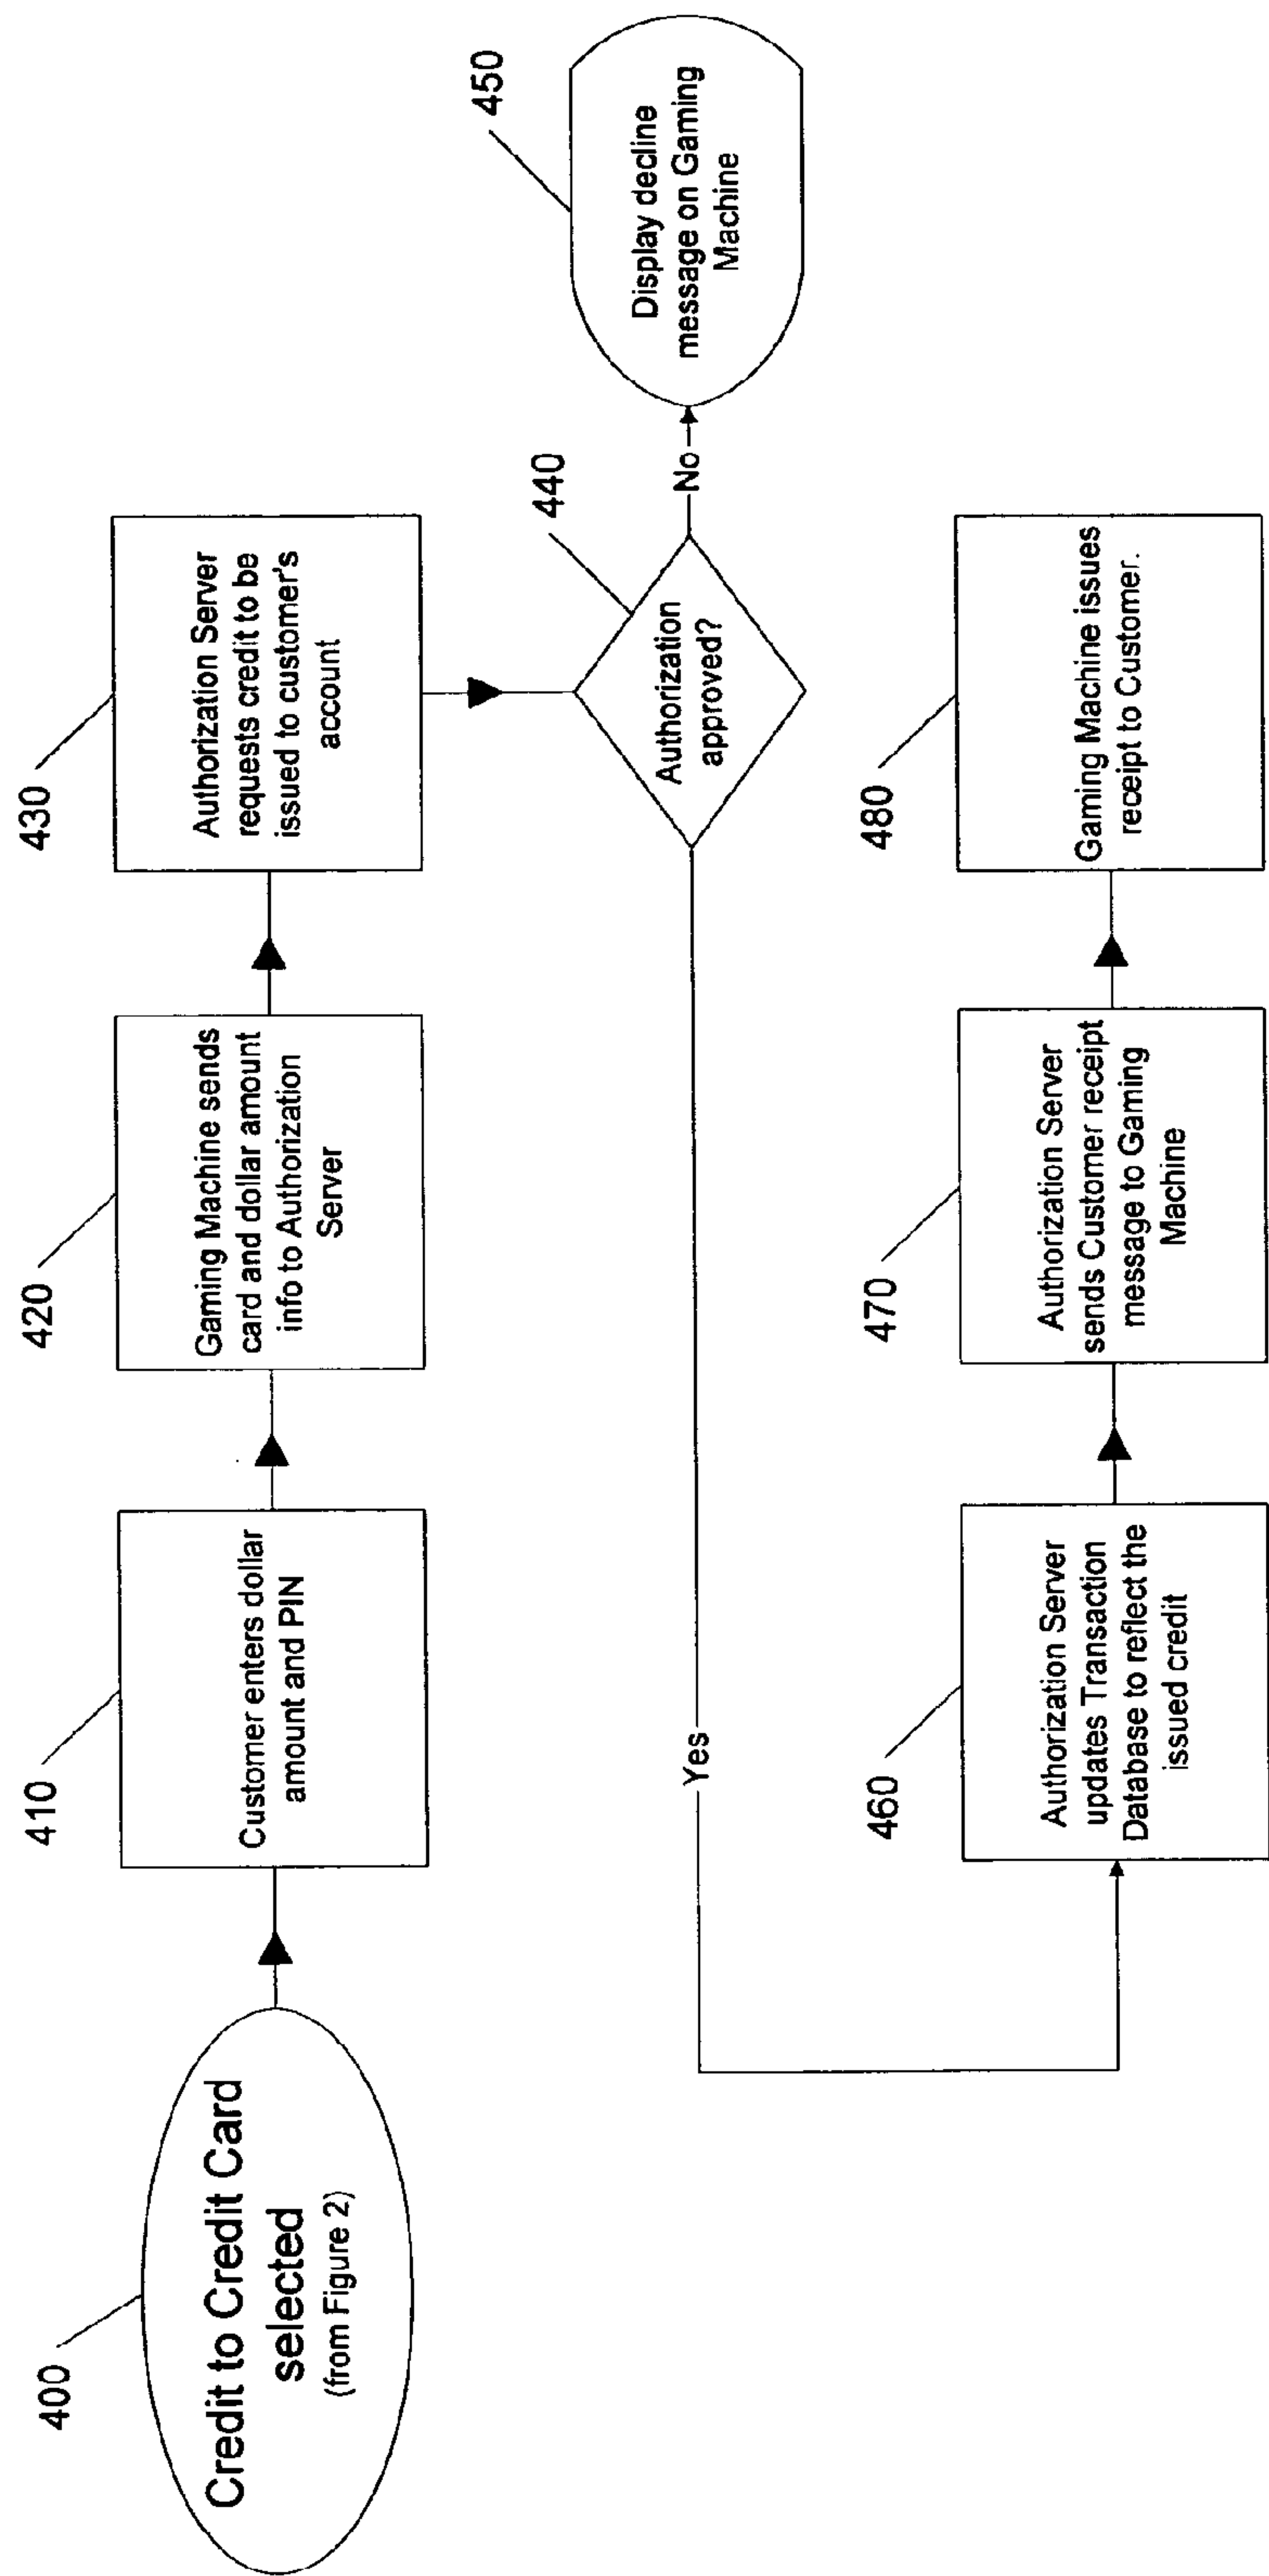 400
Credit to Credit Card
selected
(from Figure 2)
410
Customer enters dollar
amount and PIN
420
Gaming Machine sends
card and dollar amount
info to Authorization
Server
430
Authorization Server
requests credit to be
issued to customer's
account
440
Authorization
approved?
No
450
Display decline
message on Gaming
Machine
Yes
460
Authorization Server
updates Transaction
Database to reflect the
issued credit
470
Authorization Server
sends Customer receipt
message to Gaming
Machine
480
Gaming Machine issues
receipt to Customer.